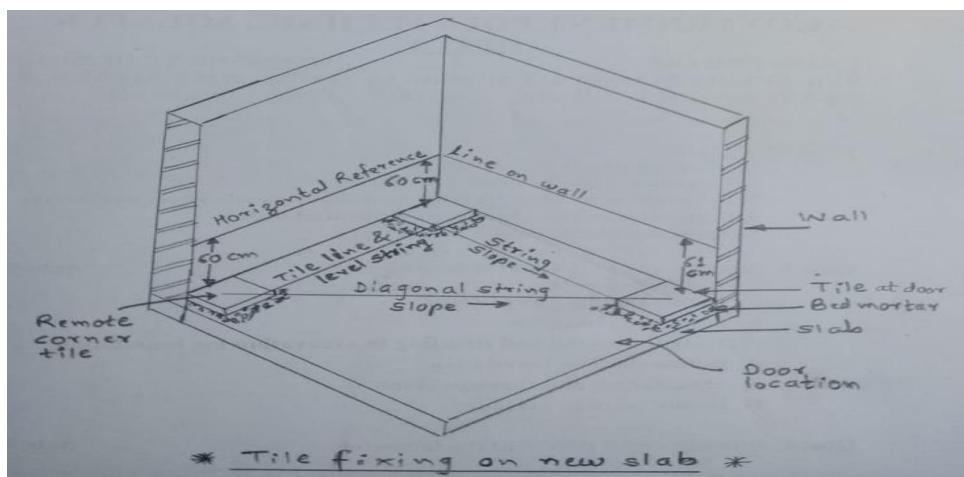 Horizontal Reference line on wall
60 cm
60 cm
61 cm
Tile line & level string
String slope
Diagonal string slope
Wall
Tile at door
Bed mortar
Slab
Door location
Remote corner tile
* Tile fixing on new slab *